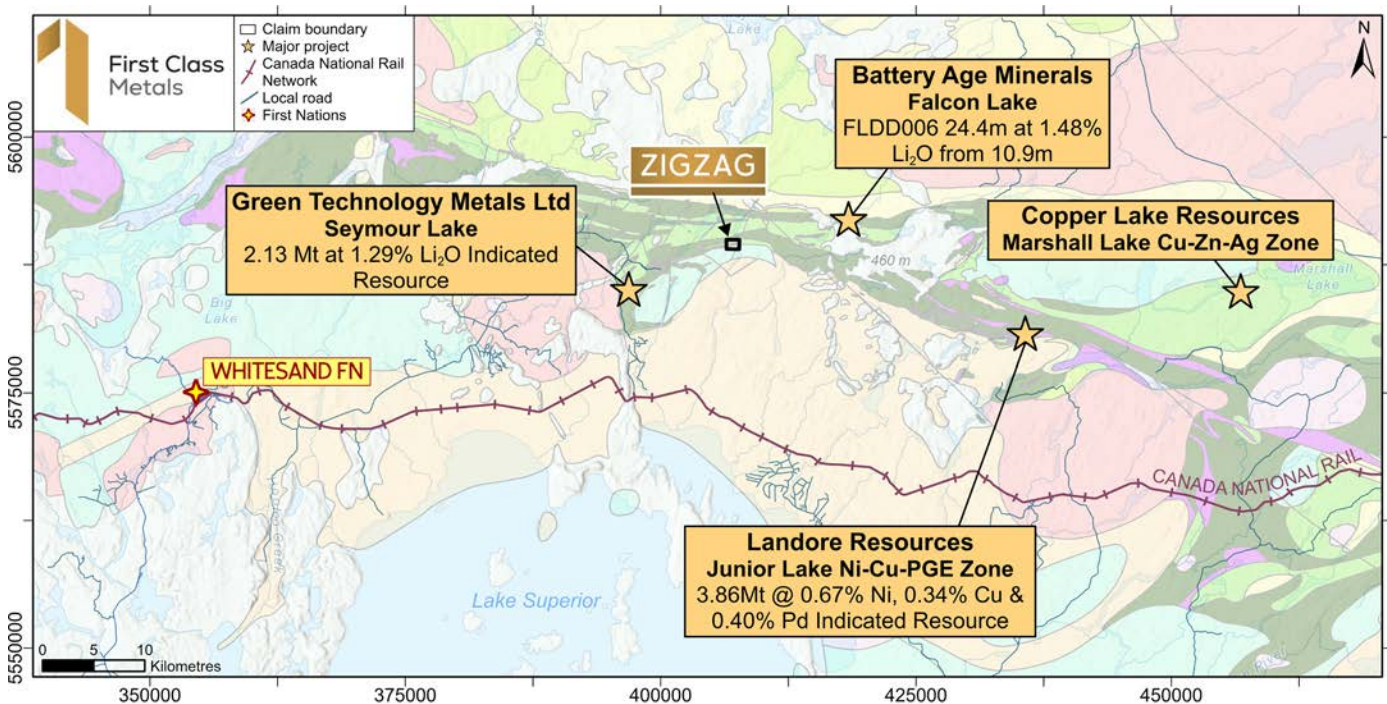 First Class
Metals
Claim boundary
Major project
Canada National Rail
Network
Local road
First Nations
N
Lake
Battery Age Minerals
Falcon Lake
FLDD006 24.4m at 1.48%
Li₂O from 10.9m
ZIGZAG
Green Technology Metals Ltd
Seymour Lake
2.13 Mt at 1.29% Li₂O Indicated
Resource
Copper Lake Resources
Marshall Lake Cu-Zn-Ag Zone
460 m
Marshall
Lake
Big
Lake
WHITESAND FN
CANADA NATIONAL RAIL
Landore Resources
Junior Lake Ni-Cu-PGE Zone
3.86Mt @ 0.67% Ni, 0.34% Cu &
0.40% Pd Indicated Resource
Lake Superior
0 5 10
Kilometres
5600000
5575000
5550000
350000 375000 400000 425000 450000